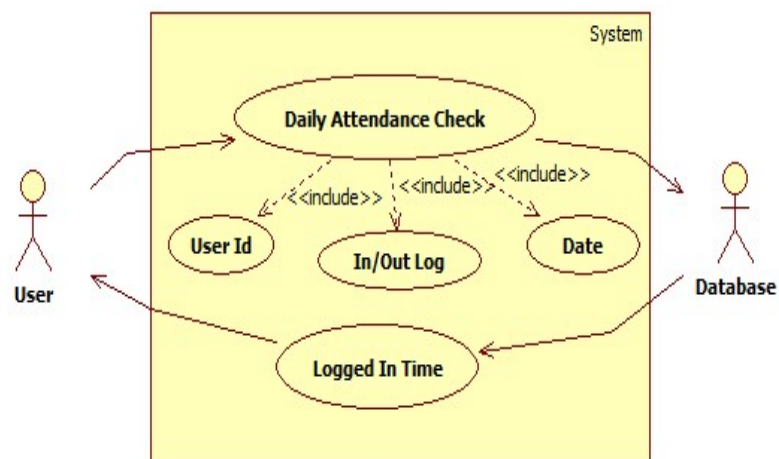 System
Daily Attendance Check
<<include>>
<<include>>
<<include>>
User Id
In/Out Log
Date
User
Database
Logged In Time